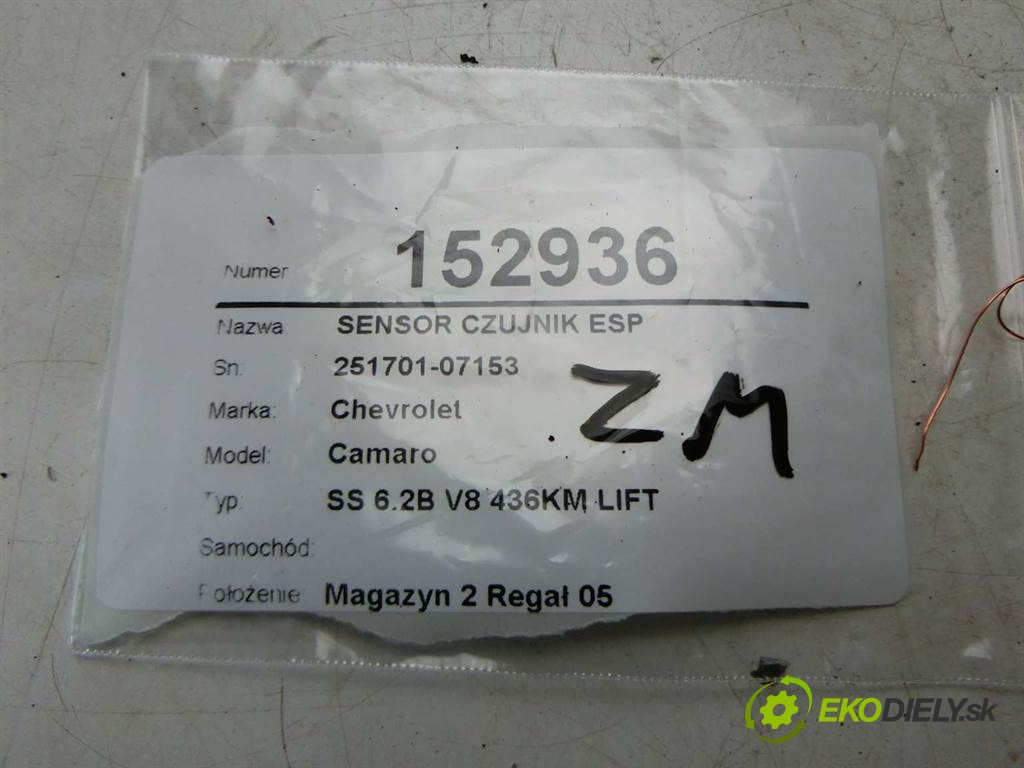 Numer 152936
Nazwa: SENSOR CZUJNIK ESP
Sn: 251701-07153
Marka: Chevrolet
Model: Camaro
Typ: SS 6.2B V8 436KM LIFT
Samochód:
Położenie Magazyn 2 Regał 05
ZM
EKODIELY.sk